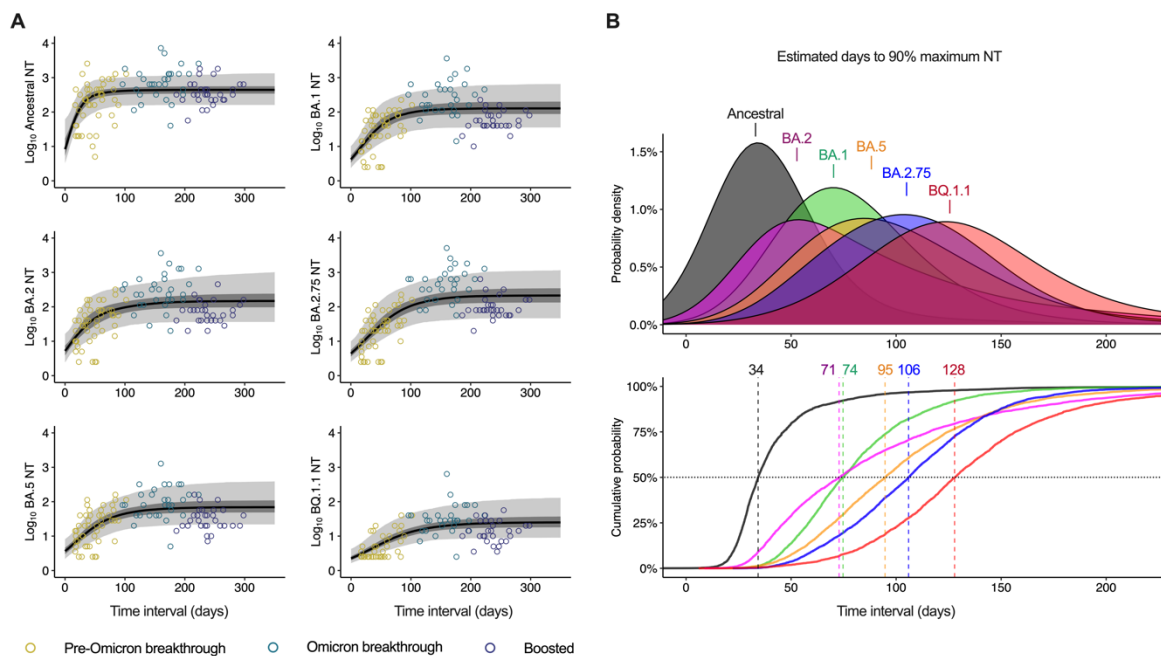 A
Log₁₀ Ancestral NT
4
3
2
1
0
0 100 200 300
Log₁₀ BA.1 NT
4
3
2
1
0
0 100 200 300
Log₁₀ BA.2 NT
4
3
2
1
0
0 100 200 300
Log₁₀ BA.2.75 NT
4
3
2
1
0
0 100 200 300
Log₁₀ BA.5 NT
4
3
2
1
0
0 100 200 300
Time interval (days)
Log₁₀ BQ.1.1 NT
4
3
2
1
0
0 100 200 300
Time interval (days)
Pre-Omicron breakthrough Omicron breakthrough Boosted
B
Estimated days to 90% maximum NT
Ancestral
BA.2
BA.1
BA.5
BA.2.75
BQ.1.1
Probability density
1.5%
1.0%
0.5%
0.0%
0 50 100 150 200
34 71 74 95 106 128
Cumulative probability
100%
75%
50%
25%
0%
0 50 100 150 200
Time interval (days)